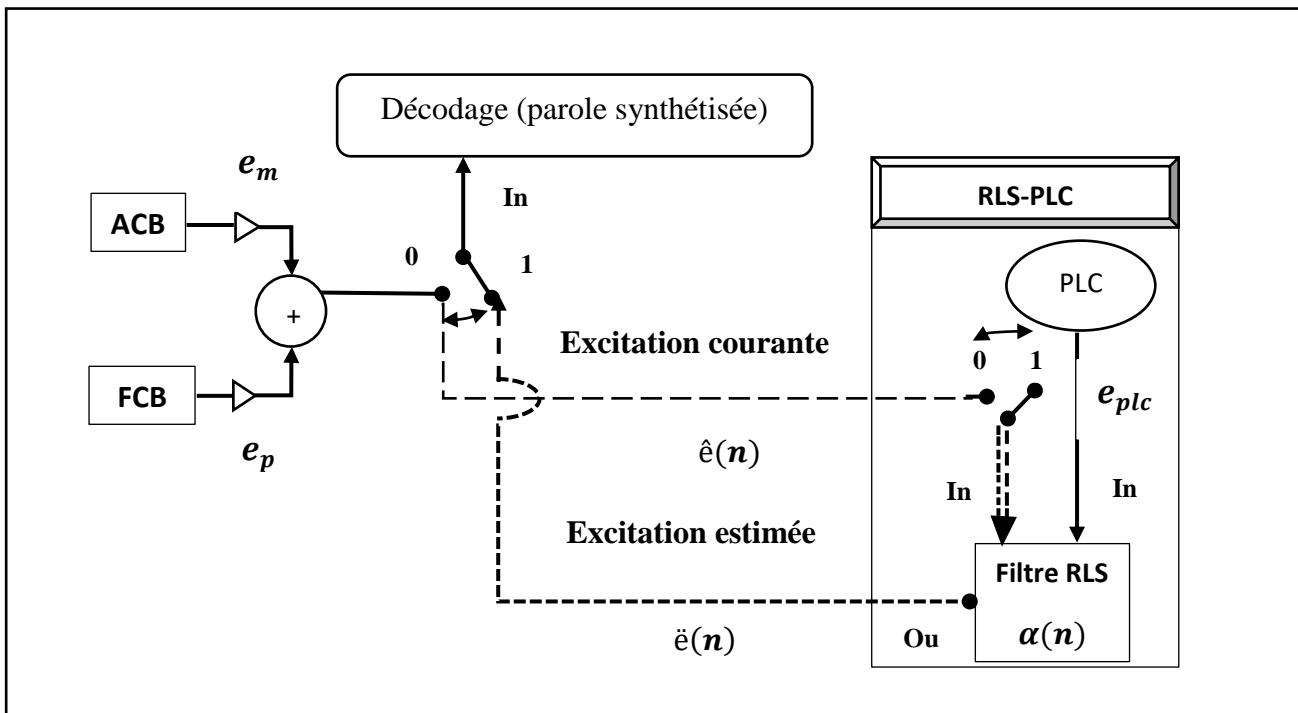 Décodage (parole synthétisée)
e_m
ACB
In
RLS-PLC
0
1
PLC
+
Excitation courante
0
1
FCB
e_plc
e_p
ê(n)
In
In
Excitation estimée
Filtre RLS
ë(n)
Ou
α(n)